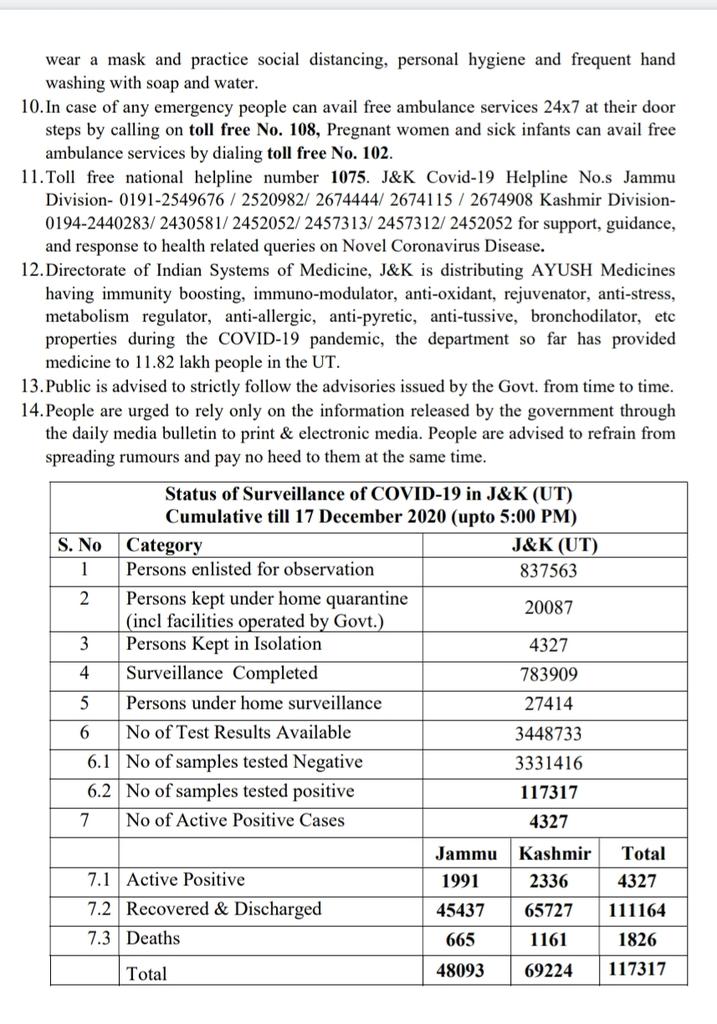 wear a mask and practice social distancing, personal hygiene and frequent hand
washing with soap and water.
10. In case of any emergency people can avail free ambulance services 24x7 at their door
steps by calling on toll free No. 108, Pregnant women and sick infants can avail free
ambulance services by dialing toll free No. 102.
11. Toll free national helpline number 1075. J&K Covid-19 Helpline No.s Jammu
Division- 0191-2549676 / 2520982/ 2674444/ 2674115 / 2674908 Kashmir Division-
0194-2440283/ 2430581/ 2452052/ 2457313/ 2457312/ 2452052 for support, guidance,
and response to health related queries on Novel Coronavirus Disease.
12. Directorate of Indian Systems of Medicine, J&K is distributing AYUSH Medicines
having immunity boosting, immuno-modulator, anti-oxidant, rejuvenator, anti-stress,
metabolism regulator, anti-allergic, anti-pyretic, anti-tussive, bronchodilator, etc
properties during the COVID-19 pandemic, the department so far has provided
medicine to 11.82 lakh people in the UT.
13. Public is advised to strictly follow the advisories issued by the Govt. from time to time.
14. People are urged to rely only on the information released by the government through
the daily media bulletin to print & electronic media. People are advised to refrain from
spreading rumours and pay no heed to them at the same time.
Status of Surveillance of COVID-19 in J&K (UT)
Cumulative till 17 December 2020 (upto 5:00 PM)
S. No Category J&K (UT)
1 Persons enlisted for observation 837563
2 Persons kept under home quarantine
(incl facilities operated by Govt.) 20087
3 Persons Kept in Isolation 4327
4 Surveillance Completed 783909
5 Persons under home surveillance 27414
6 No of Test Results Available 3448733
6.1 No of samples tested Negative 3331416
6.2 No of samples tested positive 117317
7 No of Active Positive Cases 4327
Jammu Kashmir Total
7.1 Active Positive 1991 2336 4327
7.2 Recovered & Discharged 45437 65727 111164
7.3 Deaths 665 1161 1826
Total 48093 69224 117317